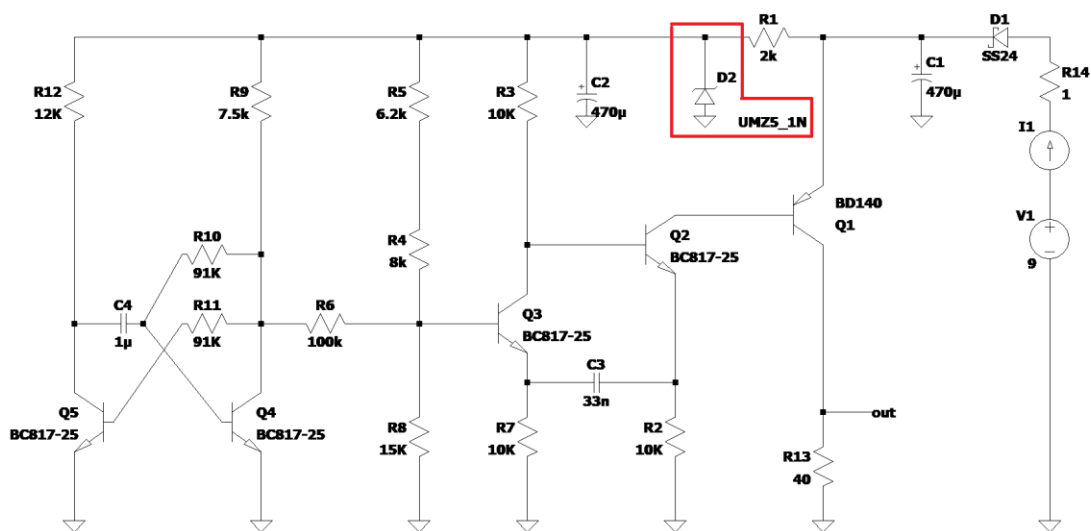 R1
2k
D1
SS24
R14
1
R12
12K
R9
7.5k
R5
6.2k
R3
10K
+
C2
470µ
D2
UMZ5_1N
+
C1
470µ
I1
V1
+
9
BD140
Q1
R10
91K
R4
8k
Q2
BC817-25
C4
1µ
R11
91K
R6
100k
Q3
BC817-25
C3
33n
out
Q5
BC817-25
Q4
BC817-25
R8
15K
R7
10K
R2
10K
R13
40